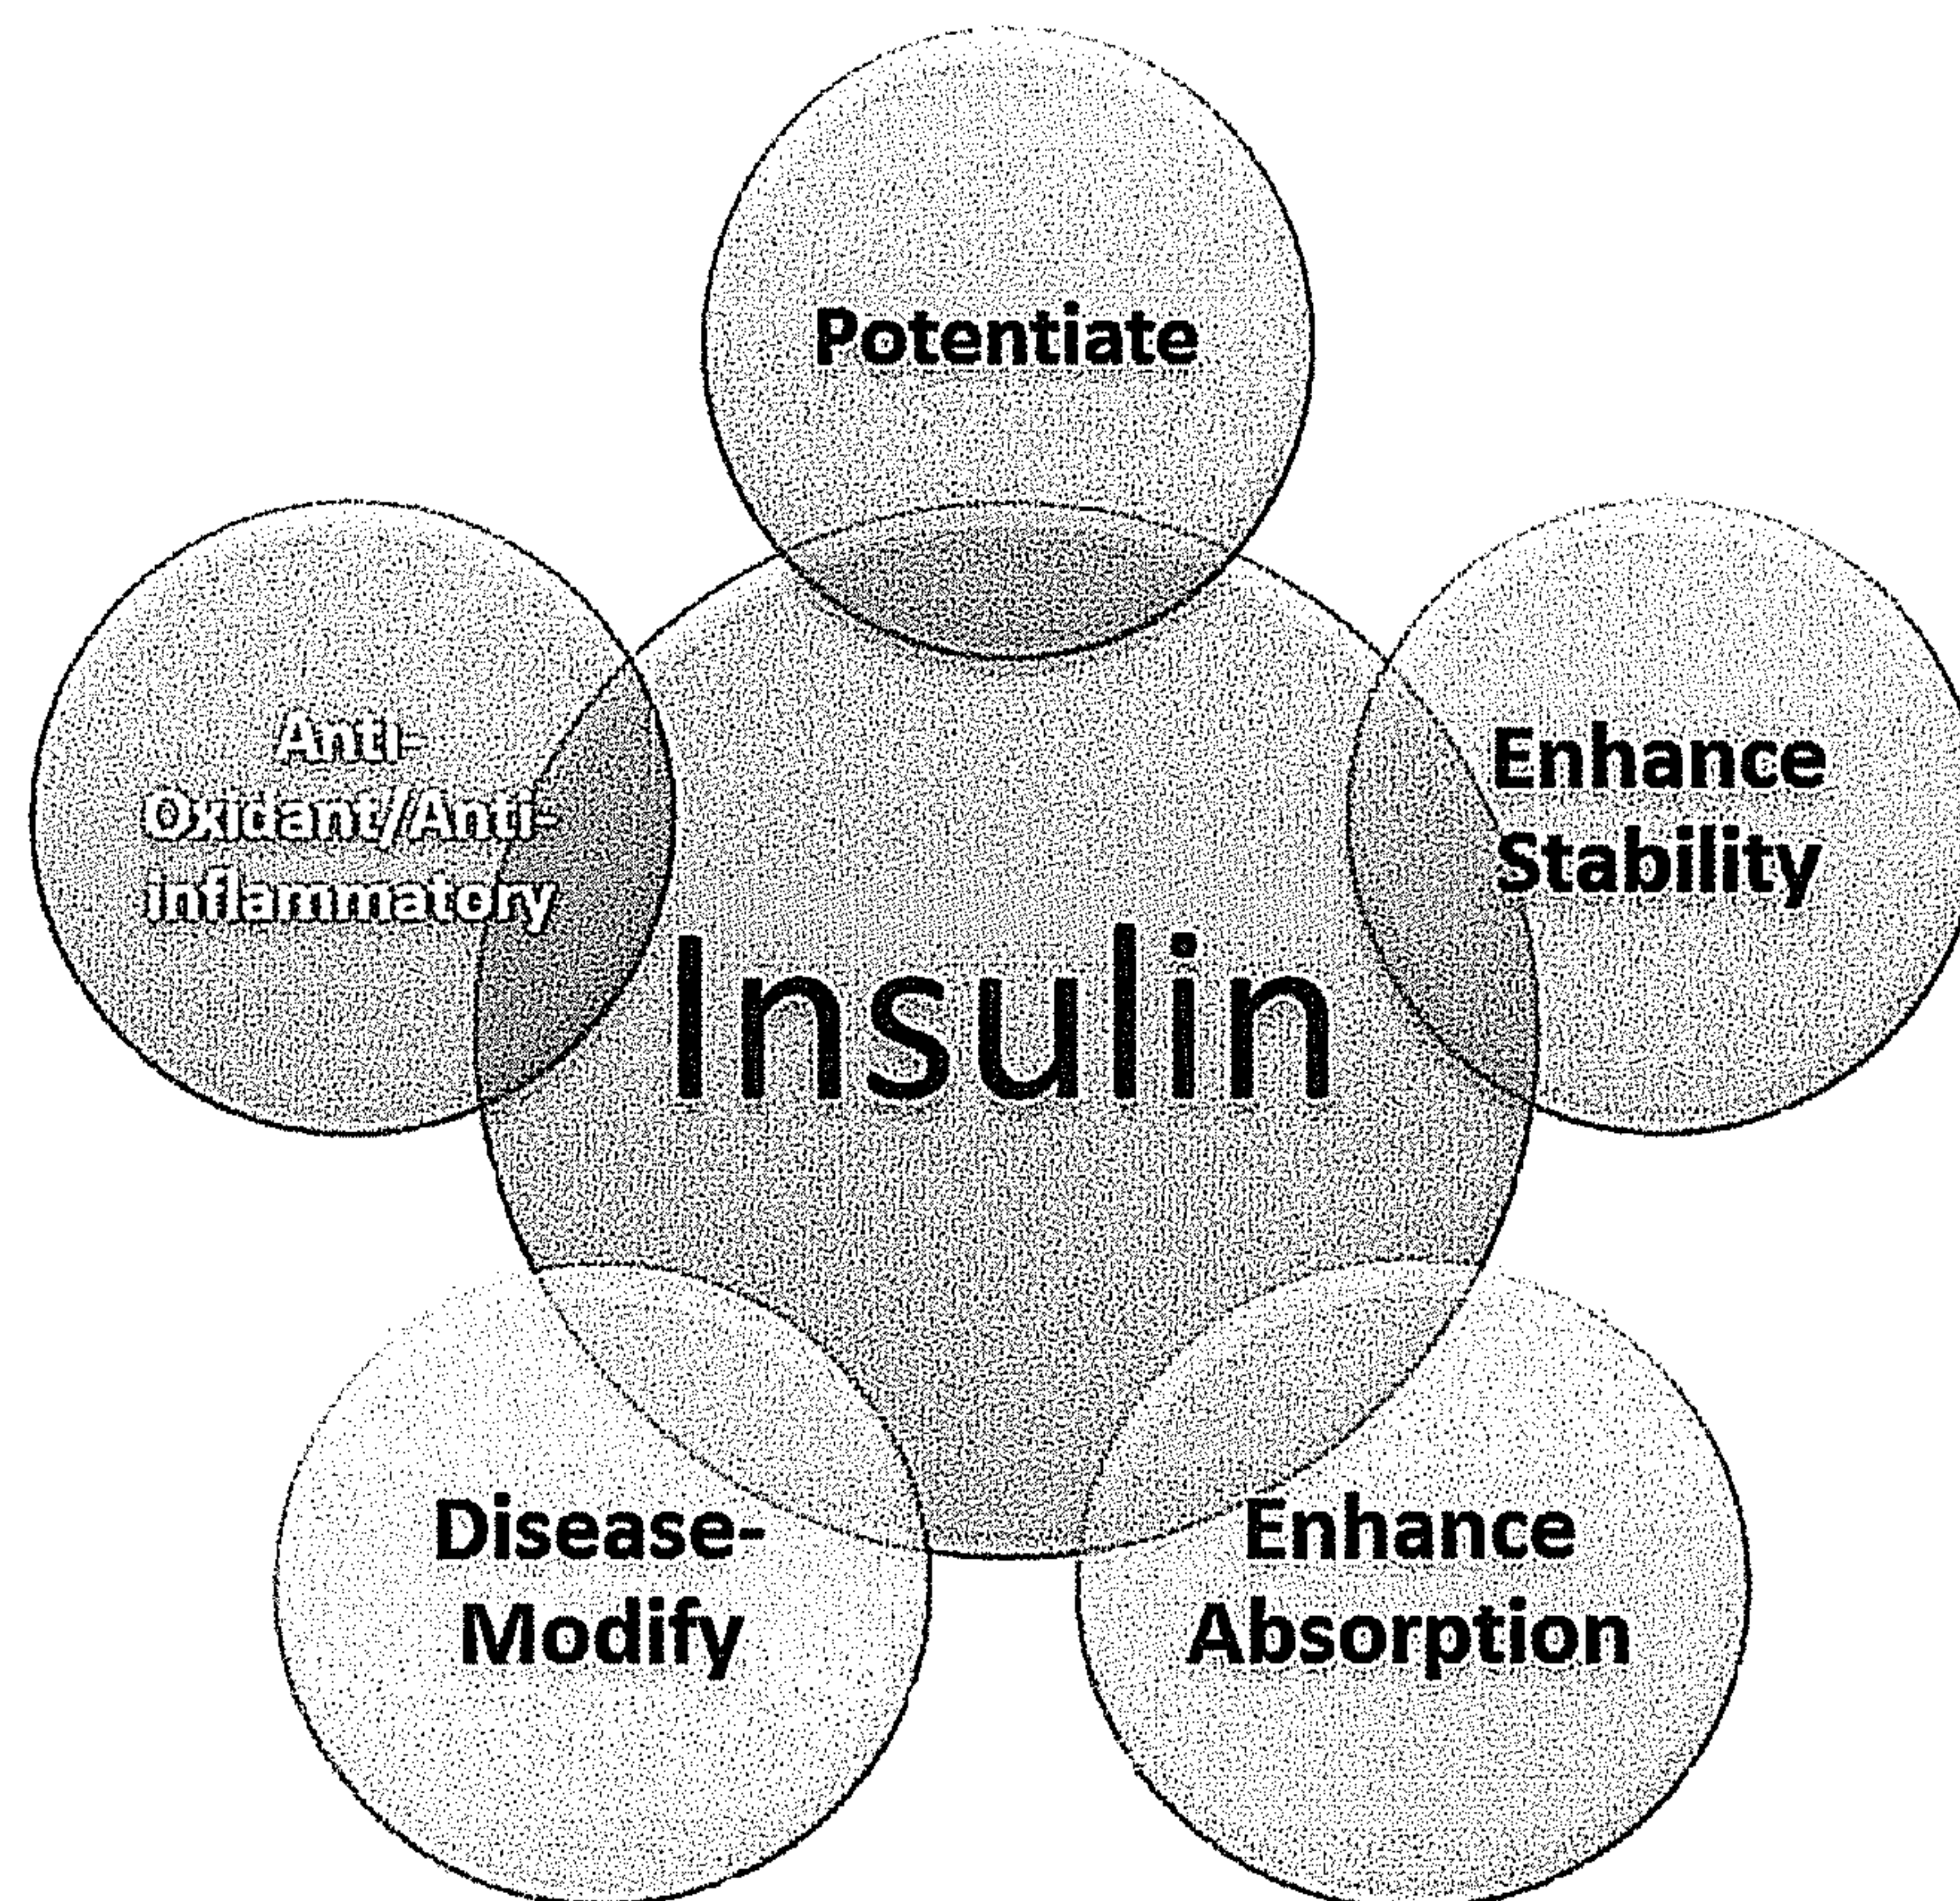 Potentiate
Anti-
Oxidant/Anti-
inflammatory
Enhance
Stability
Insulin
Disease-
Modify
Enhance
Absorption